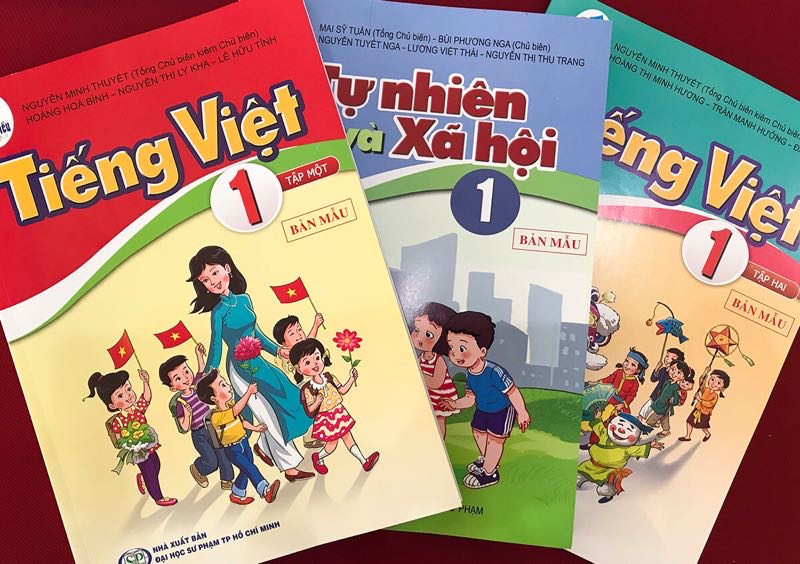 NGUYỄN MINH THUYẾT (Tổng Chủ biên kiêm Chủ biên)
HOÀNG HOÀ BÌNH – NGUYỄN THỊ LY KHA – LÊ HỮU TỈNH
Tiếng Việt
1
TẬP MỘT
BẢN MẪU
NHÀ XUẤT BẢN
ĐẠI HỌC SƯ PHẠM TP HỒ CHÍ MINH
MAI SỸ TUẤN (Tổng Chủ biên) – BÙI PHƯƠNG NGA (Chủ biên)
NGUYỄN TUYẾT NGA – LƯƠNG VIỆT THÁI – NGUYỄN THỊ THU TRANG
Tự nhiên
và Xã hội
1
BẢN MẪU
PHẠM
NGUYỄN MINH THUYẾT (Tổng Chủ biên kiêm Chủ biên
HOÀNG THỊ MINH HƯƠNG – TRẦN MẠNH HƯỞNG –
ếng Việt
1
TẬP HAI
BẢN MẪU